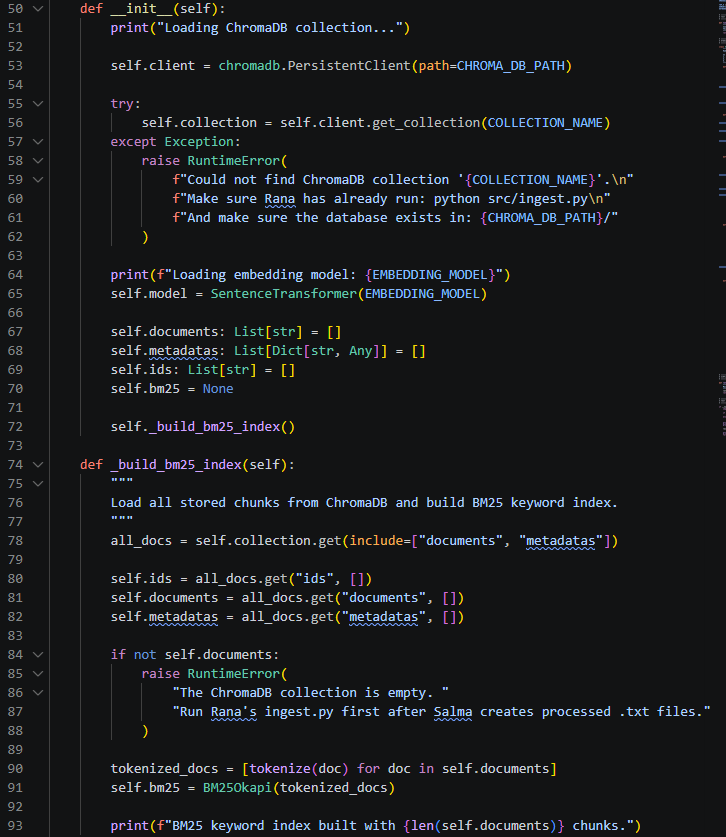 50 def __init__(self):
51 print("Loading ChromaDB collection...")
52
53 self.client = chromadb.PersistentClient(path=CHROMA_DB_PATH)
54
55 try:
56 self.collection = self.client.get_collection(COLLECTION_NAME)
57 except Exception:
58 raise RuntimeError(
59 f"Could not find ChromaDB collection '{COLLECTION_NAME}'.\n"
60 f"Make sure Rana has already run: python src/ingest.py\n"
61 f"And make sure the database exists in: {CHROMA_DB_PATH}/"
62 )
63
64 print(f"Loading embedding model: {EMBEDDING_MODEL}")
65 self.model = SentenceTransformer(EMBEDDING_MODEL)
66
67 self.documents: List[str] = []
68 self.metadatas: List[Dict[str, Any]] = []
69 self.ids: List[str] = []
70 self.bm25 = None
71
72 self._build_bm25_index()
73
74 def _build_bm25_index(self):
75 """
76 Load all stored chunks from ChromaDB and build BM25 keyword index.
77 """
78 all_docs = self.collection.get(include=["documents", "metadatas"])
79
80 self.ids = all_docs.get("ids", [])
81 self.documents = all_docs.get("documents", [])
82 self.metadatas = all_docs.get("metadatas", [])
83
84 if not self.documents:
85 raise RuntimeError(
86 "The ChromaDB collection is empty. "
87 "Run Rana's ingest.py first after Salma creates processed .txt files."
88 )
89
90 tokenized_docs = [tokenize(doc) for doc in self.documents]
91 self.bm25 = BM25Okapi(tokenized_docs)
92
93 print(f"BM25 keyword index built with {len(self.documents)} chunks.")